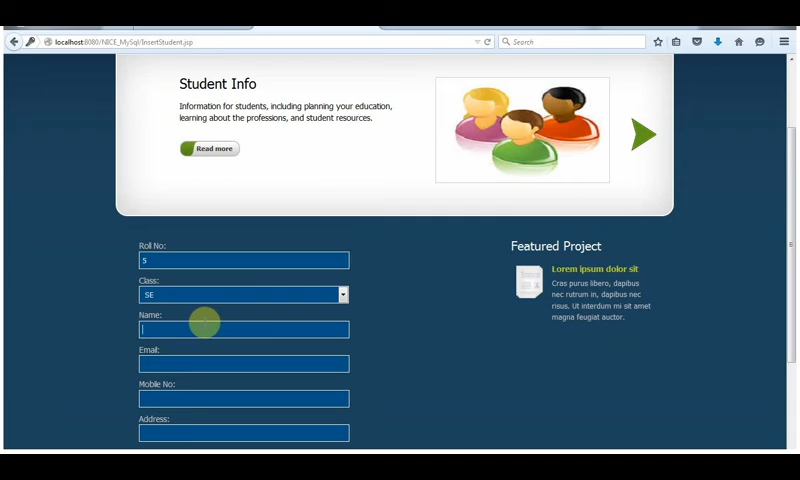 localhost:8080/NICE_MySql/InsertStudent.jsp
Search
Student Info
Information for students, including planning your education,
learning about the professions, and student resources.
Read more
Roll No:
5
Class:
SE
Name:
Email:
Mobile No:
Address:
Featured Project
Lorem ipsum dolor sit
Cras purus libero, dapibus
nec rutrum in, dapibus nec
risus. Ut interdum mi eget
magna feugiat auctor.